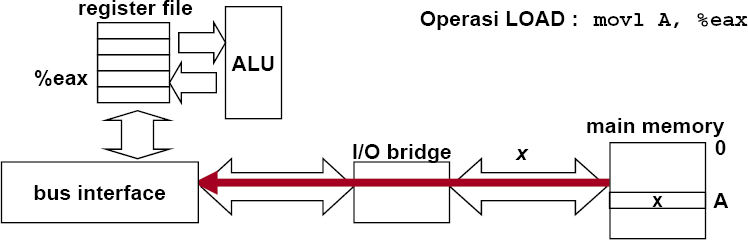 register file
Operasi LOAD : movl A, %eax
ALU
%eax
main memory
I/O bridge
x
0
bus interface
x
A